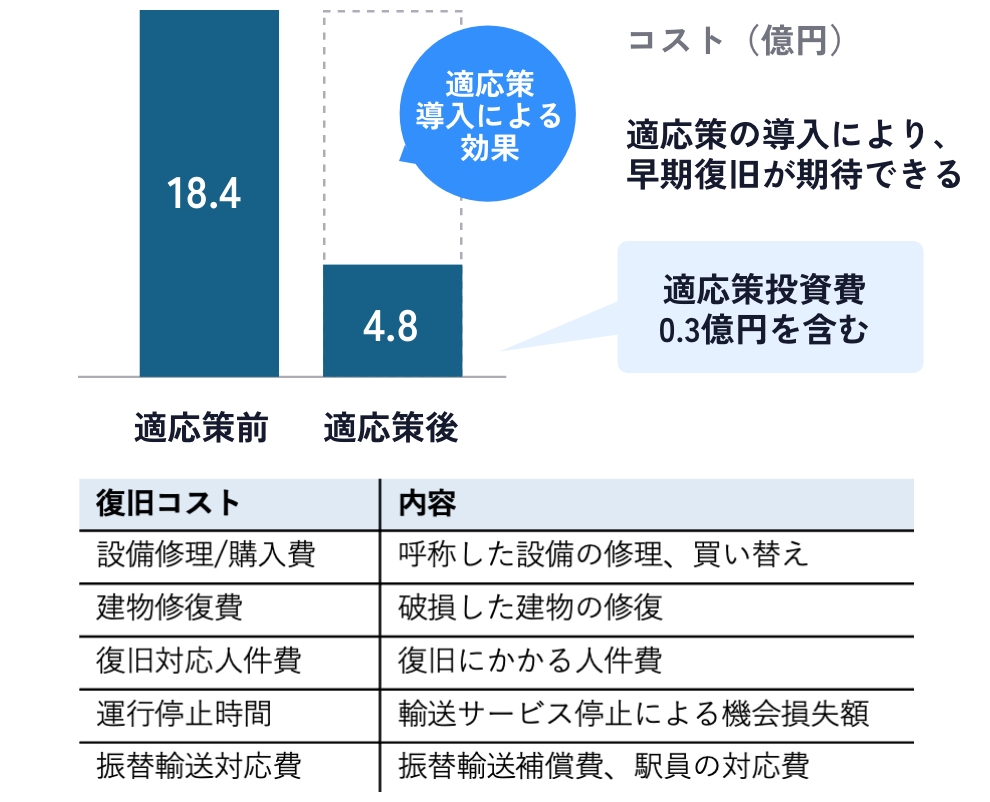 コスト（億円）
適応策
導入による
効果
18.4
4.8
適応策の導入により、
早期復旧が期待できる
適応策投資費
0.3億円を含む
適応策前 適応策後
復旧コスト 内容
設備修理/購入費 呼称した設備の修理、買い替え
建物修復費 破損した建物の修復
復旧対応人件費 復旧にかかる人件費
運行停止時間 輸送サービス停止による機会損失額
振替輸送対応費 振替輸送補償費、駅員の対応費